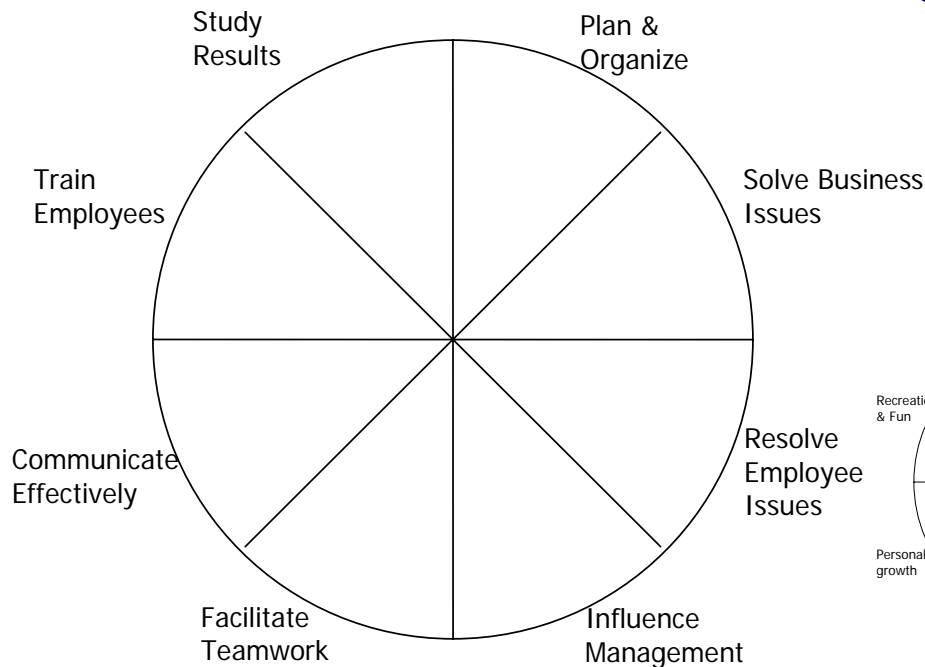 Study
Results
Plan &
Organize
Train
Employees
Solve Business
Issues
Communicate
Effectively
Resolve
Employee
Issues
Facilitate
Teamwork
Influence
Management
& Fun
Personal
growth